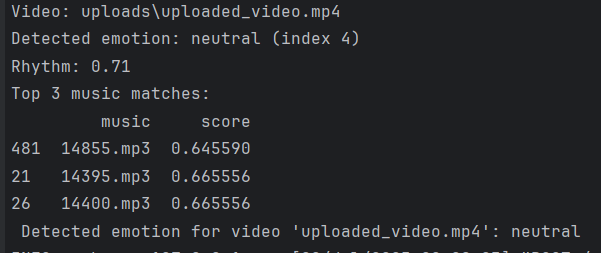 Video: uploads\uploaded_video.mp4
Detected emotion: neutral (index 4)
Rhythm: 0.71
Top 3 music matches:
music score
481 14855.mp3 0.645590
21 14395.mp3 0.665556
26 14400.mp3 0.665556
Detected emotion for video 'uploaded_video.mp4': neutral